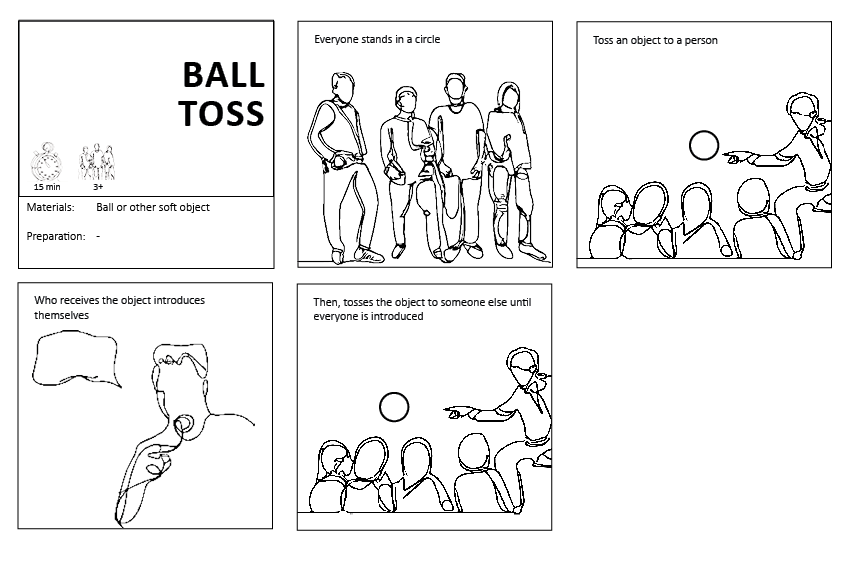 BALL
TOSS
15 min
3+
Materials: Ball or other soft object
Preparation: -
Everyone stands in a circle
Toss an object to a person
Who receives the object introduces
themselves
Then, tosses the object to someone else until
everyone is introduced